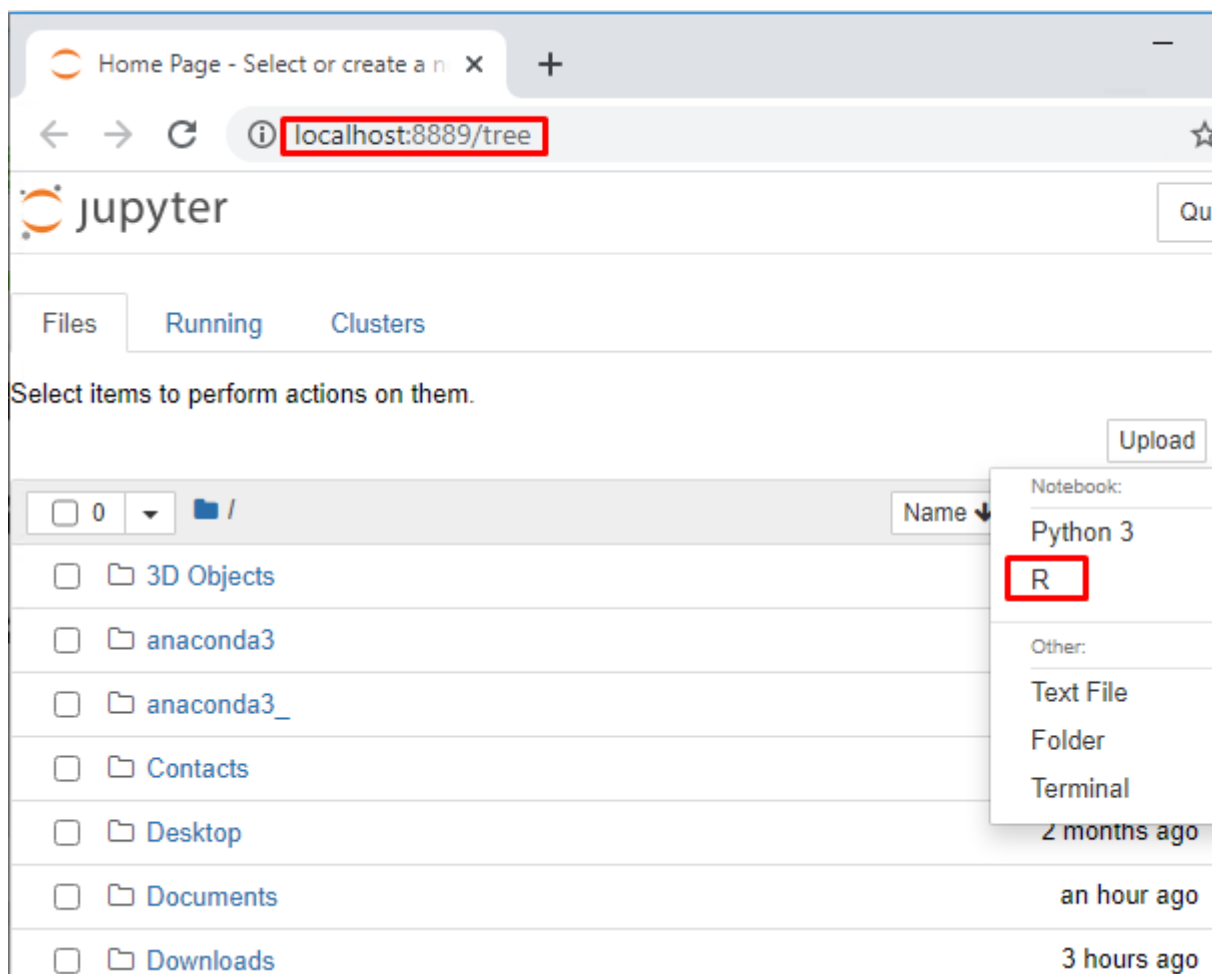 Home Page - Select or create a n
localhost:8889/tree
jupyter
Qu
Files Running Clusters
Select items to perform actions on them.
Upload
0 / Name
Notebook:
Python 3
R
Other:
Text File
Folder
Terminal
3D Objects
anaconda3
anaconda3_
Contacts
Desktop 2 months ago
Documents an hour ago
Downloads 3 hours ago